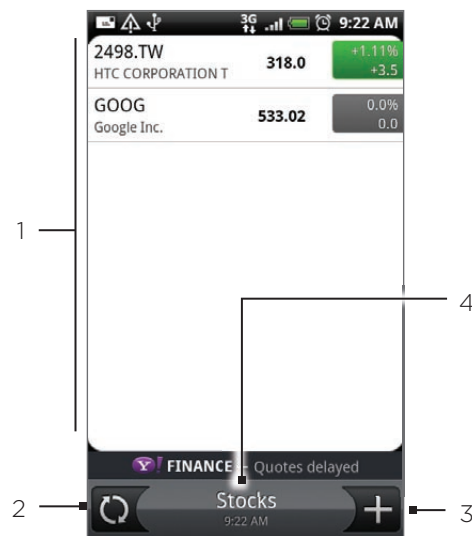 3G 9:22 AM
2498.TW
HTC CORPORATION T
318.0
+1.11%
+3.5
GOOG
Google Inc.
533.02
0.0%
0.0
1
4
Y! FINANCE - Quotes delayed
2
Stocks
9:22 AM
3